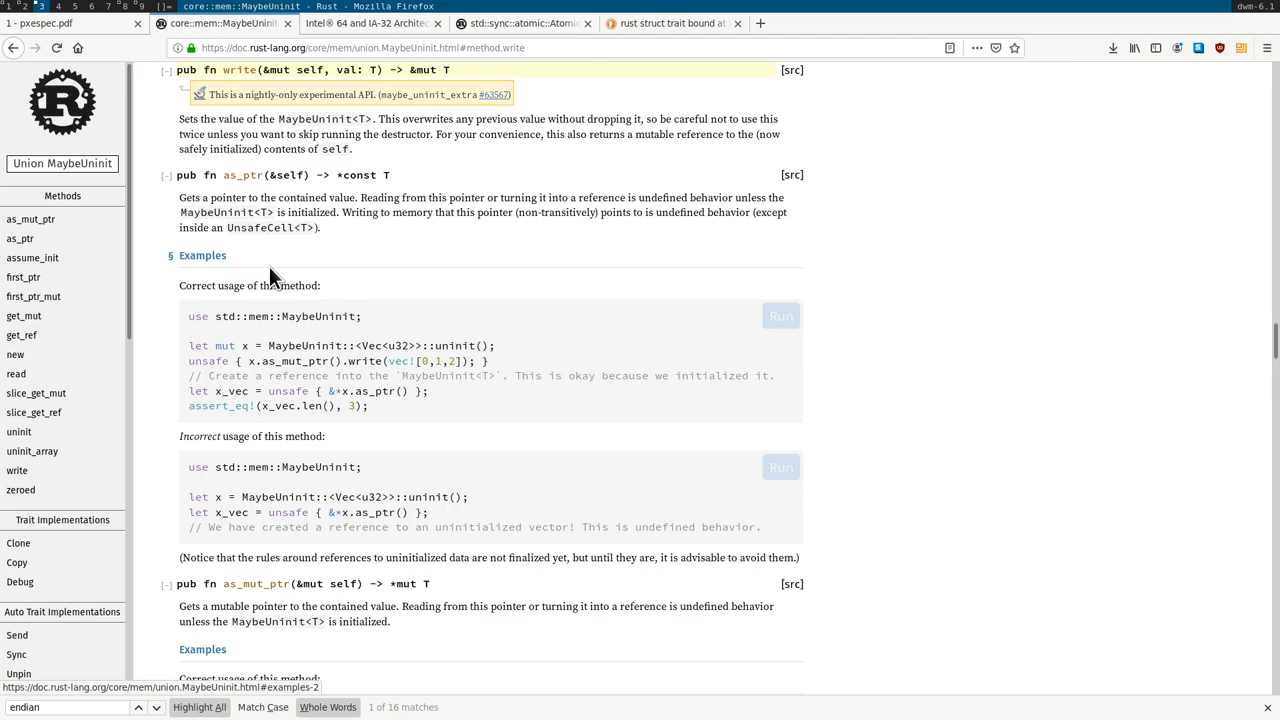 1 2 3 4 5 6 7 8 9 []= core::mem::MaybeUninit - Rust - Mozilla Firefox dwm-6.1
1 - pxespec.pdf
core::mem::MaybeUninit
Intel® 64 and IA-32 Architec
std::sync::atomic::Atomic
rust struct trait bound at
https://doc.rust-lang.org/core/mem/union.MaybeUninit.html#method.write
[-] pub fn write(&mut self, val: T) -> &mut T [src]
This is a nightly-only experimental API. (maybe_uninit_extra #63567)
Sets the value of the MaybeUninit<T>. This overwrites any previous value without dropping it, so be careful not to use this
twice unless you want to skip running the destructor. For your convenience, this also returns a mutable reference to the (now
safely initialized) contents of self.
[-] pub fn as_ptr(&self) -> *const T [src]
Gets a pointer to the contained value. Reading from this pointer or turning it into a reference is undefined behavior unless the
MaybeUninit<T> is initialized. Writing to memory that this pointer (non-transitively) points to is undefined behavior (except
inside an UnsafeCell<T>).
§ Examples
Correct usage of this method:
use std::mem::MaybeUninit; Run
let mut x = MaybeUninit::<Vec<u32>>::uninit();
unsafe { x.as_mut_ptr().write(vec![0,1,2]); }
// Create a reference into the `MaybeUninit<T>`. This is okay because we initialized it.
let x_vec = unsafe { &*x.as_ptr() };
assert_eq!(x_vec.len(), 3);
Incorrect usage of this method:
use std::mem::MaybeUninit; Run
let x = MaybeUninit::<Vec<u32>>::uninit();
let x_vec = unsafe { &*x.as_ptr() };
// We have created a reference to an uninitialized vector! This is undefined behavior.
(Notice that the rules around references to uninitialized data are not finalized yet, but until they are, it is advisable to avoid them.)
[-] pub fn as_mut_ptr(&mut self) -> *mut T [src]
Gets a mutable pointer to the contained value. Reading from this pointer or turning it into a reference is undefined behavior
unless the MaybeUninit<T> is initialized.
Examples
Correct usage of this method:
Union MaybeUninit
Methods
as_mut_ptr
as_ptr
assume_init
first_ptr
first_ptr_mut
get_mut
get_ref
new
read
slice_get_mut
slice_get_ref
uninit
uninit_array
write
zeroed
Trait Implementations
Clone
Copy
Debug
Auto Trait Implementations
Send
Sync
Unpin
https://doc.rust-lang.org/core/mem/union.MaybeUninit.html#examples-2
endian Highlight All Match Case Whole Words 1 of 16 matches